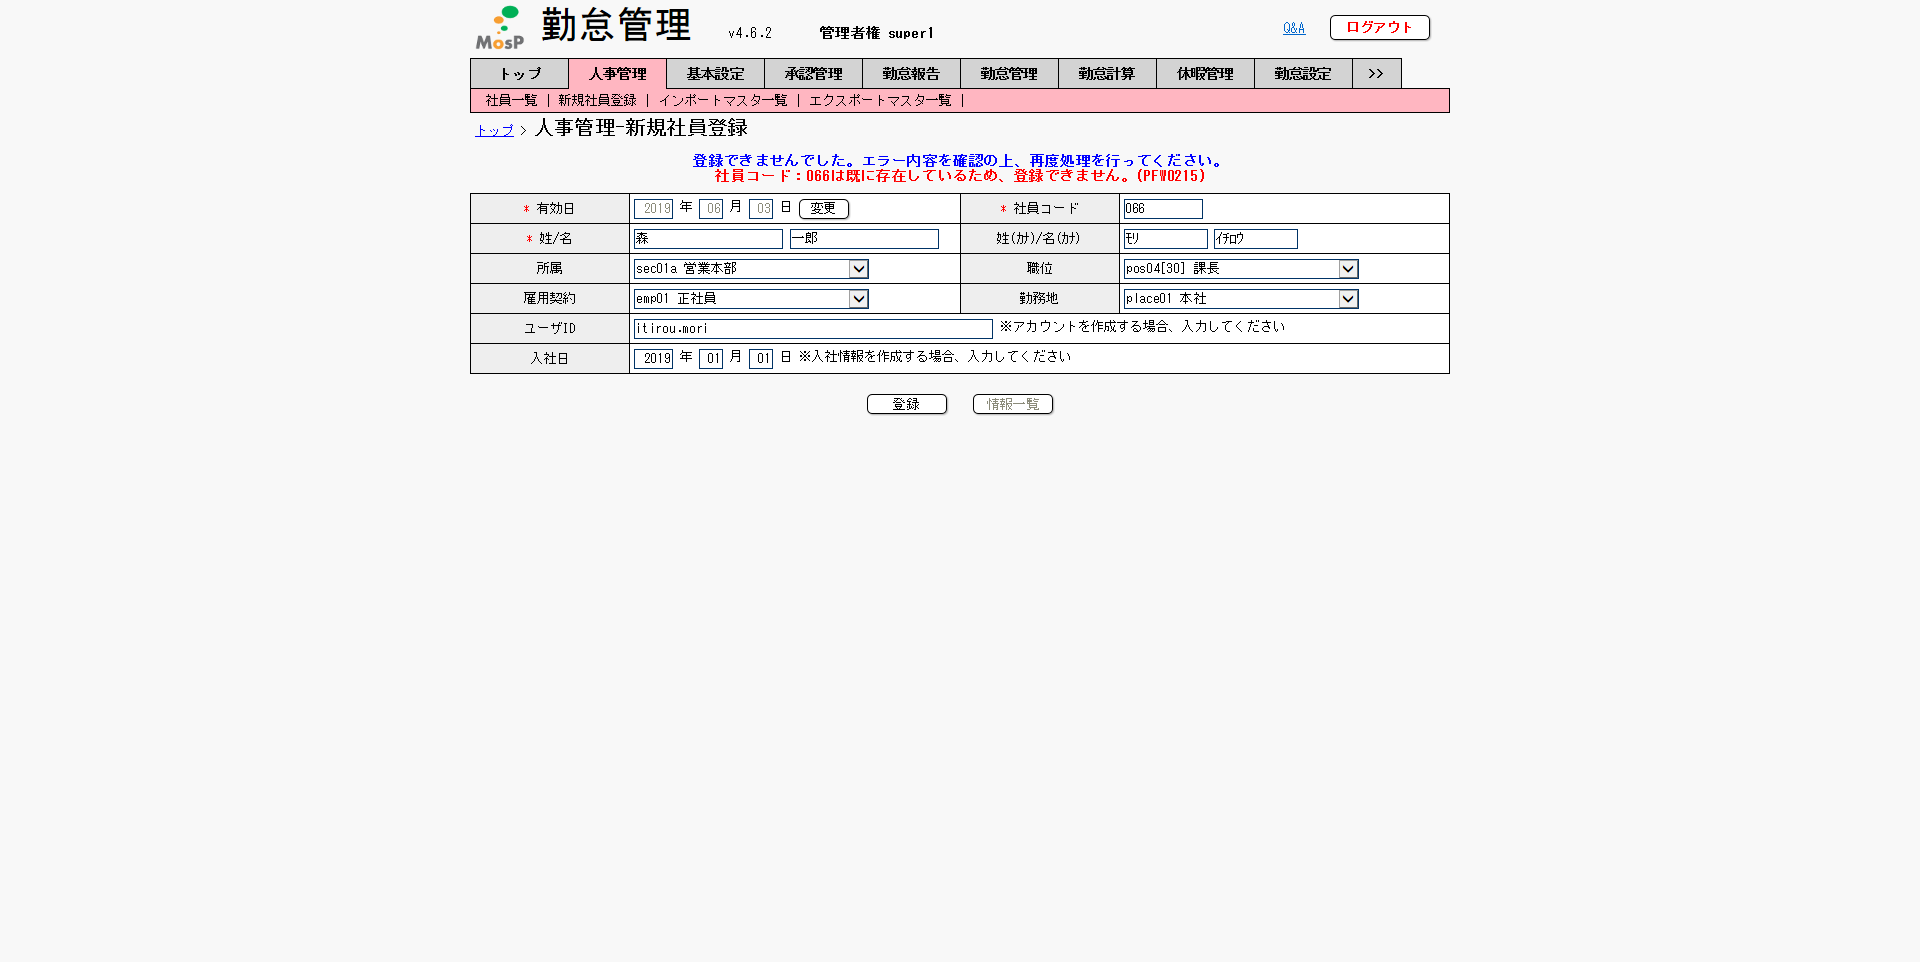 MosP 勤怠管理 v4.6.2 管理者権 super1 Q&A ログアウト
トップ 人事管理 基本設定 承認管理 勤怠報告 勤怠管理 勤怠計算 休暇管理 勤怠設定 >>
社員一覧 | 新規社員登録 | インポートマスタ一覧 | エクスポートマスタ一覧 |
トップ > 人事管理-新規社員登録
登録できませんでした。エラー内容を確認の上、再度処理を行ってください。
社員コード：066は既に存在しているため、登録できません。(PFW0215)
* 有効日 2019 年 06 月 03 日 変更 * 社員コード 066
* 姓/名 森 一郎 姓(ｶﾅ)/名(ｶﾅ) ﾓﾘ ｲﾁﾛｳ
所属 sec01a 営業本部 職位 pos04[30] 課長
雇用契約 emp01 正社員 勤務地 place01 本社
ユーザID itirou.mori ※アカウントを作成する場合、入力してください
入社日 2019 年 01 月 01 日 ※入社情報を作成する場合、入力してください
登録 情報一覧